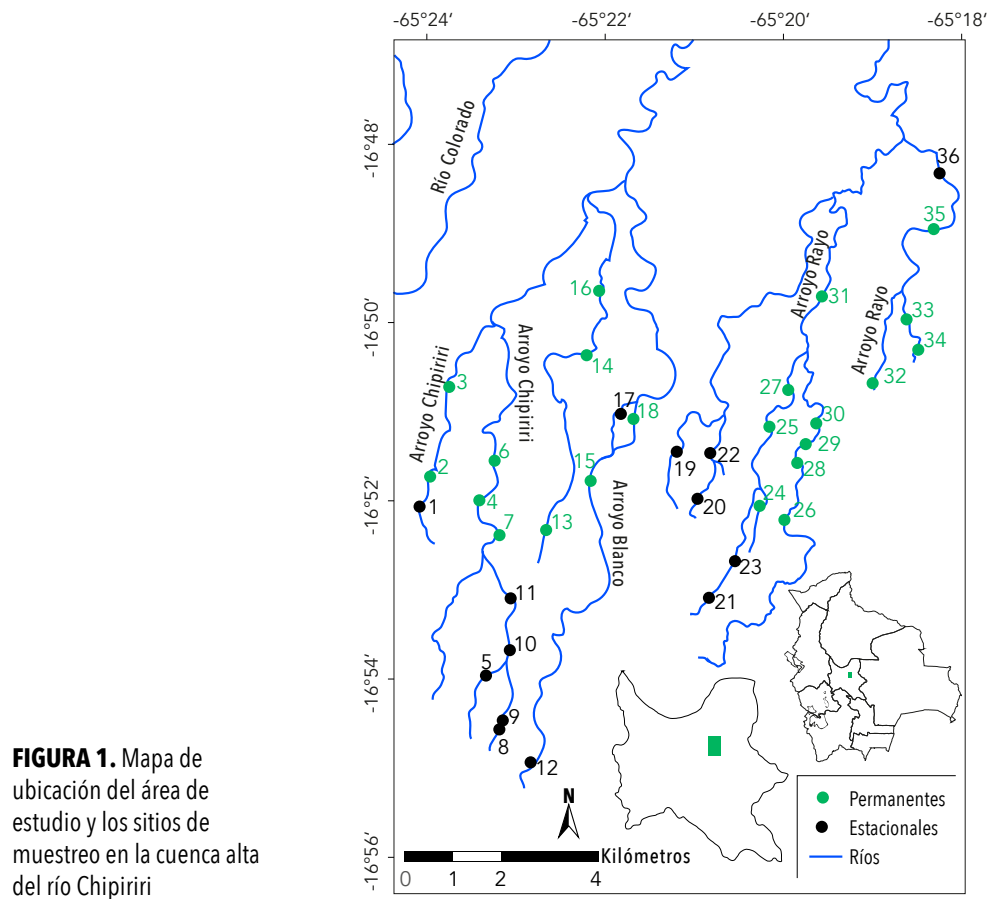 -65°24'
-65°22'
-65°20'
-65°18'
-16°48'
-16°50'
-16°52'
-16°54'
-16°56'
Río Colorado
Arroyo Chipiriri
Arroyo Chipiriri
Arroyo Blanco
Arroyo Rayo
Arroyo Rayo
36
35
16
31
33
34
14
32
3
27
17
18
30
25
29
6
19
22
28
2
15
1
4
20
24
26
7
13
23
11
21
10
5
9
8
12
N
Kilómetros
0 1 2 4
Permanentes
Estacionales
Ríos
FIGURA 1. Mapa de
ubicación del área de
estudio y los sitios de
muestreo en la cuenca alta
del río Chipiriri